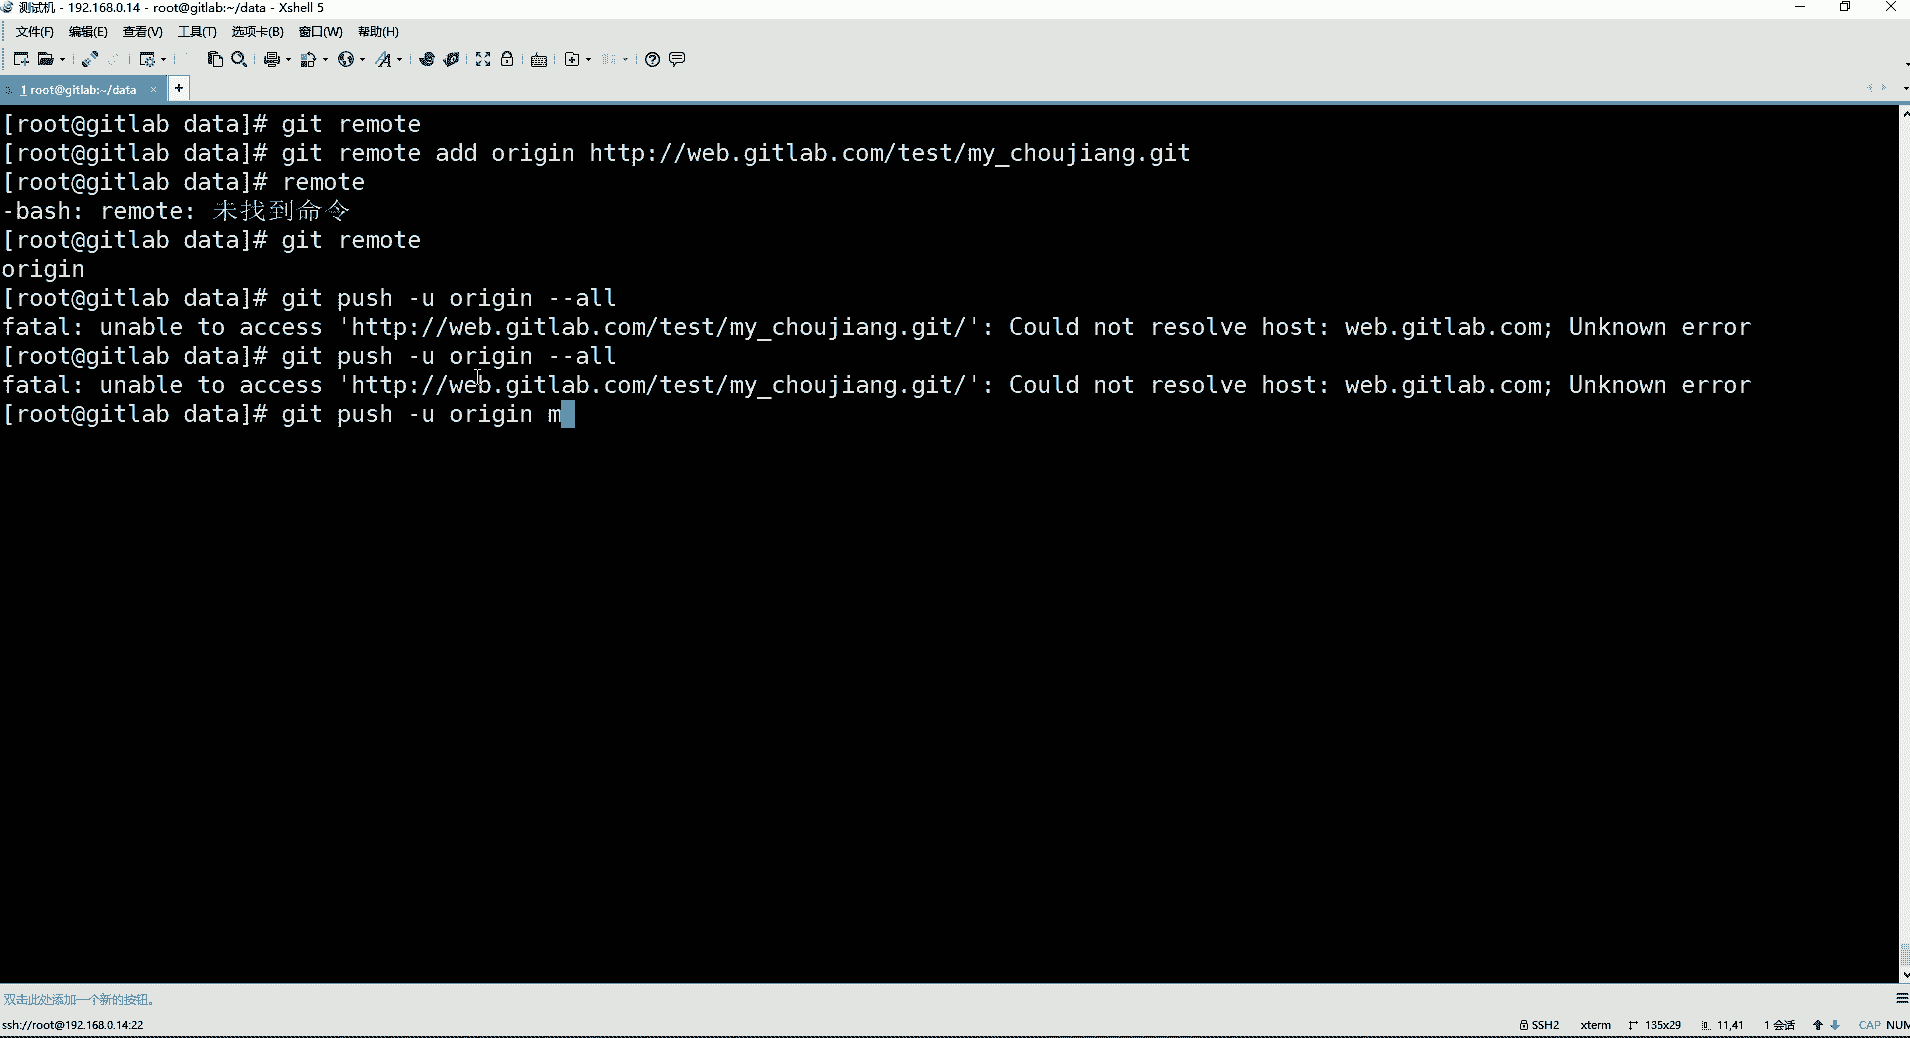 测试机 - 192.168.0.14 - root@gitlab:~/data - Xshell 5
文件(F) 编辑(E) 查看(V) 工具(T) 选项卡(B) 窗口(W) 帮助(H)
1 root@gitlab:~/data × +
[root@gitlab data]# git remote
[root@gitlab data]# git remote add origin http://web.gitlab.com/test/my_choujiang.git
[root@gitlab data]# remote
-bash: remote: 未找到命令
[root@gitlab data]# git remote
origin
[root@gitlab data]# git push -u origin --all
fatal: unable to access 'http://web.gitlab.com/test/my_choujiang.git/': Could not resolve host: web.gitlab.com; Unknown error
[root@gitlab data]# git push -u origin --all
fatal: unable to access 'http://web.gitlab.com/test/my_choujiang.git/': Could not resolve host: web.gitlab.com; Unknown error
[root@gitlab data]# git push -u origin m
双击此处添加一个新的按钮。
ssh://root@192.168.0.14:22 SSH2 xterm 135x29 11,41 1 会话 CAP NUM